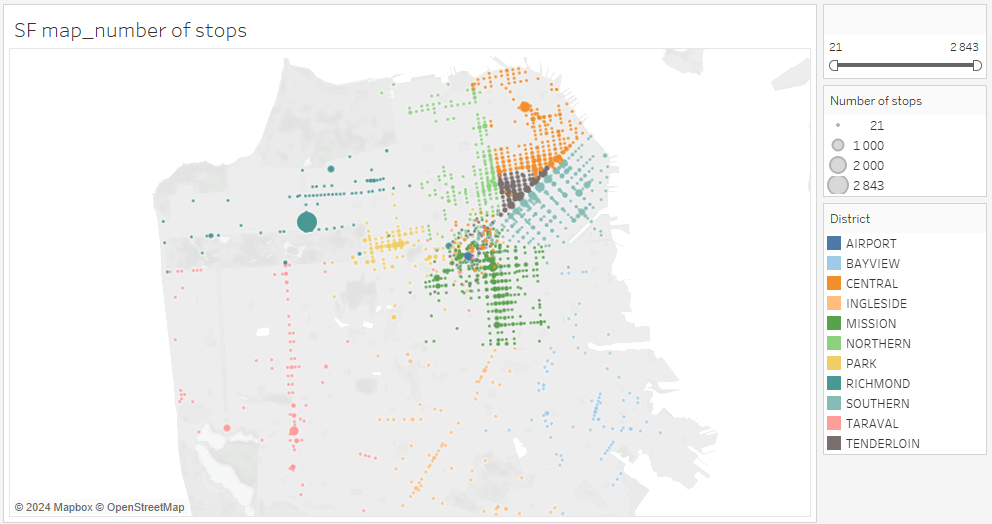 SF map_number of stops
© 2024 Mapbox © OpenStreetMap
21 2 843
Number of stops
21
1 000
2 000
2 843
District
AIRPORT
BAYVIEW
CENTRAL
INGLESIDE
MISSION
NORTHERN
PARK
RICHMOND
SOUTHERN
TARAVAL
TENDERLOIN